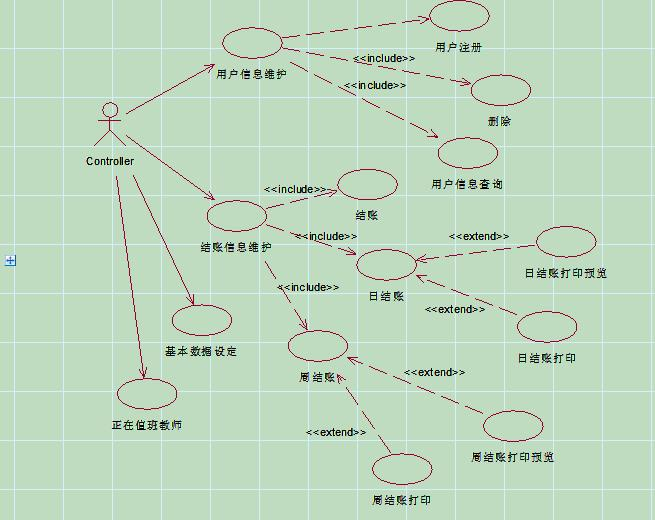 用户注册
<<include>>
用户信息维护
<<include>>
删除
Controller
用户信息查询
<<include>>
结账
<<include>>
<<extend>>
结账信息维护
日结账打印预览
<<include>>
日结账
<<extend>>
基本数据设定
日结账打印
周结账
<<extend>>
正在值班教师
<<extend>>
周结账打印预览
周结账打印